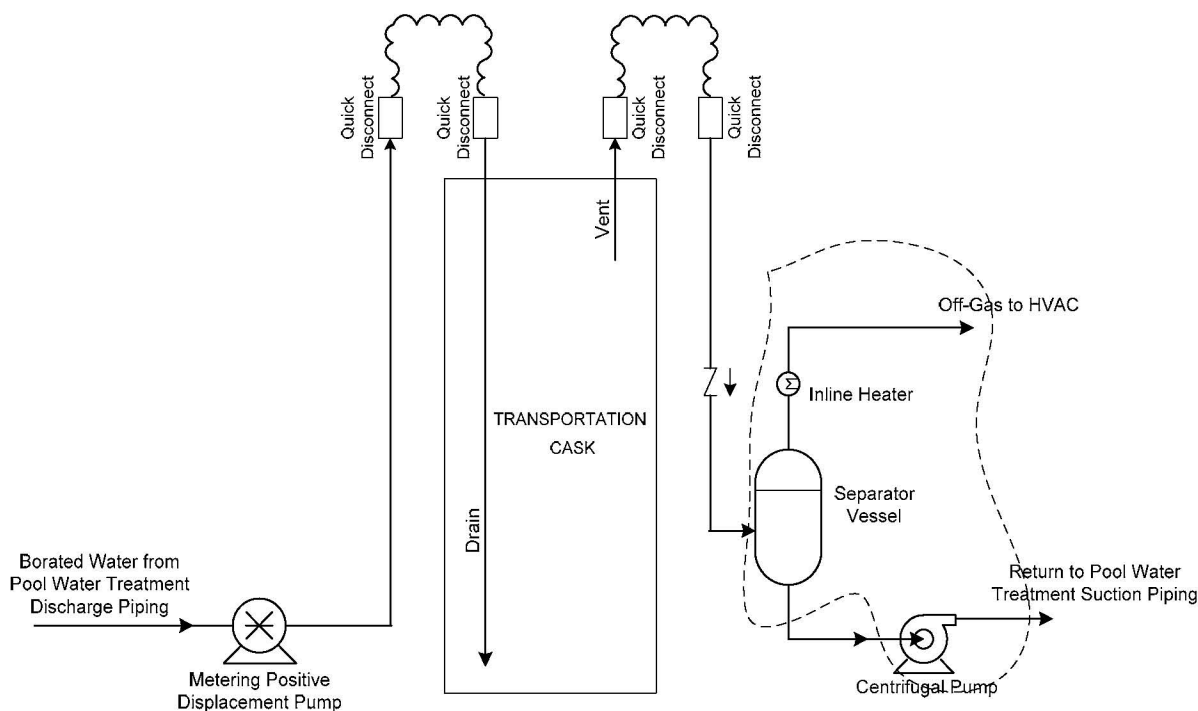 Quick
Disconnect
Quick
Disconnect
Quick
Disconnect
Quick
Disconnect
Vent
Off-Gas to HVAC
Inline Heater
TRANSPORTATION
CASK
Separator
Vessel
Drain
Borated Water from
Pool Water Treatment
Discharge Piping
Return to Pool Water
Treatment Suction Piping
Metering Positive
Displacement Pump
Centrifugal Pump